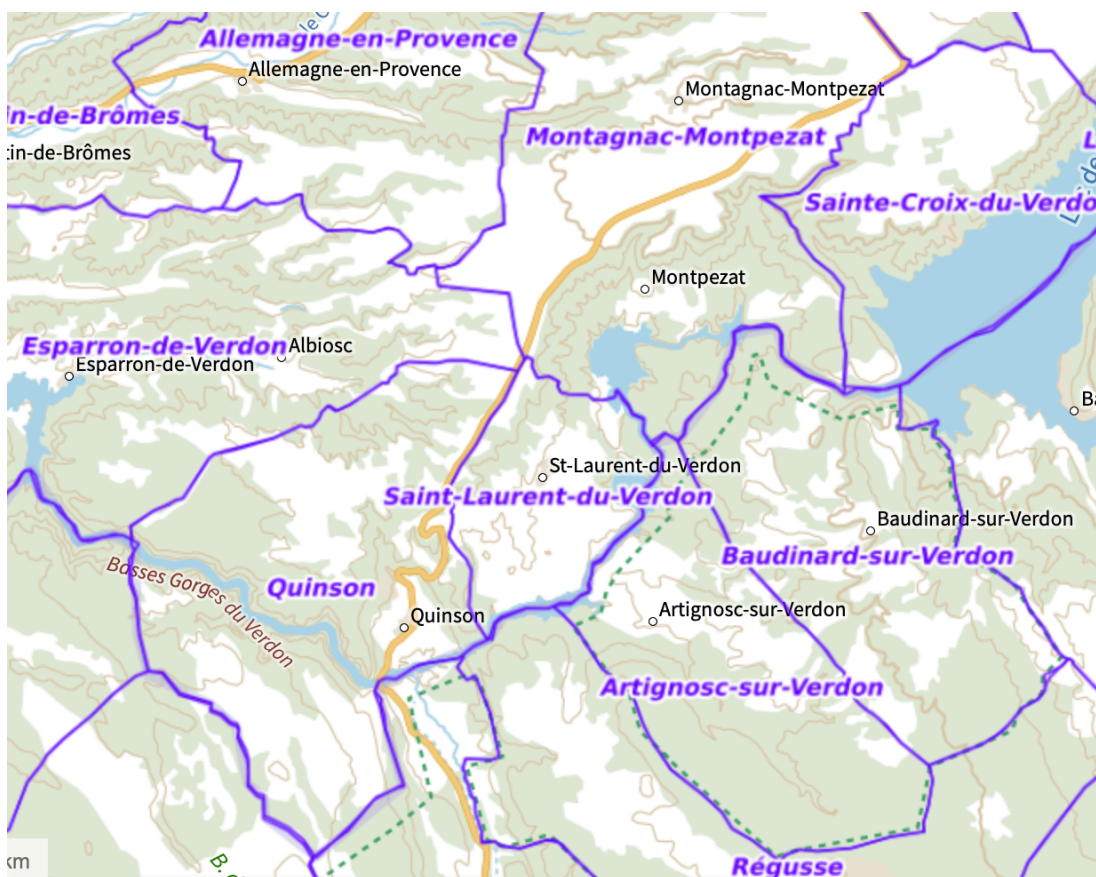 Allemagne-en-Provence
Allemagne-en-Provence
Montagnac-Montpezat
in-de-Brômes
Montagnac-Montpezat
tin-de-Brômes
Sainte-Croix-du-Verdo
Montpezat
Esparron-de-Verdon
Albiosc
Esparron-de-Verdon
Ba
St-Laurent-du-Verdon
Saint-Laurent-du-Verdon
Baudinard-sur-Verdon
Baudinard-sur-Verdon
Basses Gorges du Verdon
Quinson
Quinson
Artignosc-sur-Verdon
Artignosc-sur-Verdon
km
Régusse